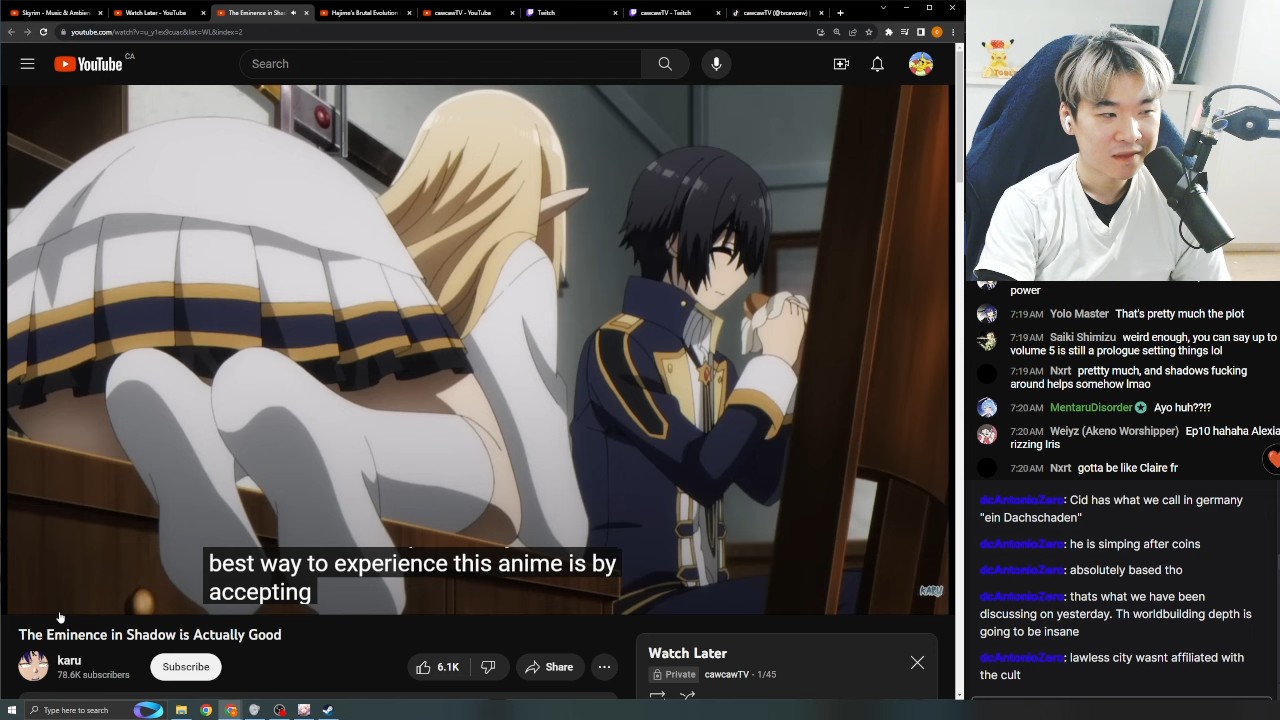 Skyrim - Music & Ambien
Watch Later - YouTube
The Eminence in Shad
Hajime's Brutal Evolution
cawcawTV - YouTube
Twitch
cawcawTV - Twitch
cawcawTV (@txcawcaw) |
youtube.com/watch?v=u_y1ex9cuac&list=WL&index=2
YouTube CA
Search
best way to experience this anime is by
accepting
KARU
The Eminence in Shadow is Actually Good
karu
78.6K subscribers
Subscribe
6.1K
Share
Watch Later
Private
cawcawTV - 1/45
Type here to search
power
7:19 AM Yolo Master That's pretty much the plot
7:19 AM Saiki Shimizu weird enough, you can say up to
volume 5 is still a prologue setting things lol
7:19 AM Nxrt prettty much, and shadows fucking
around helps somehow lmao
7:20 AM MentaruDisorder Ayo huh??!?
7:20 AM Weiyz (Akeno Worshipper) Ep10 hahaha Alexia
rizzing Iris
7:20 AM Nxrt gotta be like Claire fr
dcAntonioZero: Cid has what we call in germany
"ein Dachschaden"
dcAntonioZero: he is simping after coins
dcAntonioZero: absolutely based tho
dcAntonioZero: thats what we have been
discussing on yesterday. Th worldbuilding depth is
going to be insane
dcAntonioZero: lawless city wasnt affiliated with
the cult